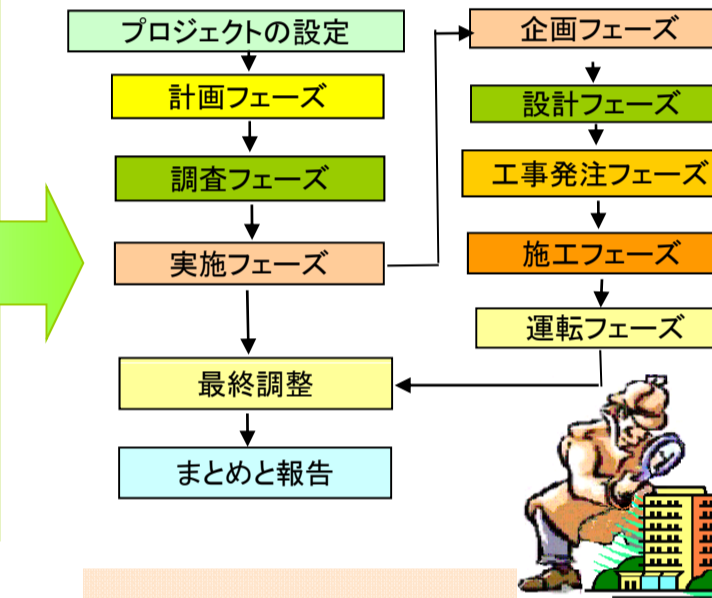 プロジェクトの設定
計画フェーズ
調査フェーズ
実施フェーズ
最終調整
まとめと報告
企画フェーズ
設計フェーズ
工事発注フェーズ
施工フェーズ
運転フェーズ